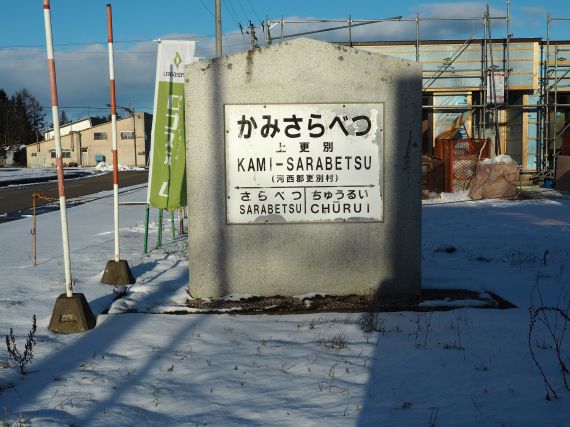 かみさらべつ
上更別
KAMI-SARABETSU
(河西郡更別村)
さらべつ ちゅうるい
SARABETSU CHŪRUI